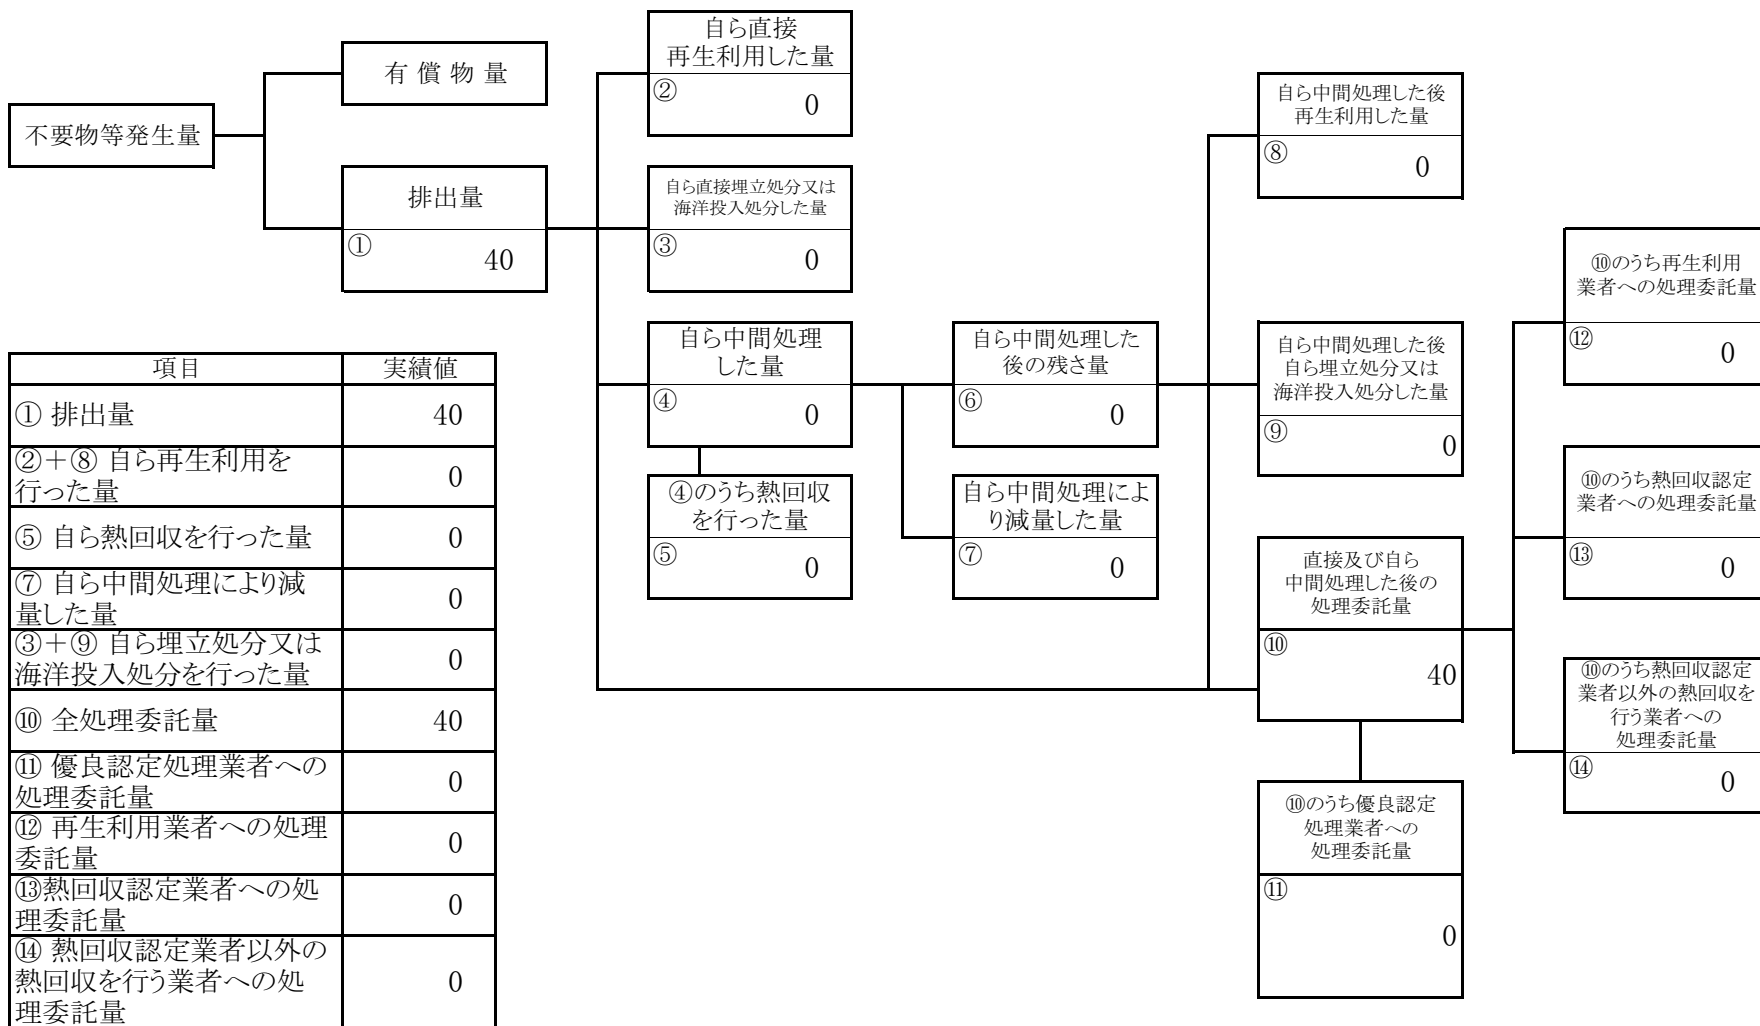 不要物等発生量
有 償 物 量
排出量
①
40
自ら直接
再生利用した量
②
0
自ら直接埋立処分又は
海洋投入処分した量
③
0
自ら中間処理
した量
④
0
④のうち熱回収
を行った量
⑤
0
自ら中間処理した
後の残さ量
⑥
0
自ら中間処理によ
り減量した量
⑦
0
自ら中間処理した後
再生利用した量
⑧
0
自ら中間処理した後
自ら埋立処分又は
海洋投入処分した量
⑨
0
直接及び自ら
中間処理した後の
処理委託量
⑩
40
⑩のうち優良認定
処理業者への
処理委託量
⑪
0
⑩のうち再生利用
業者への処理委託量
⑫
0
⑩のうち熱回収認定
業者への処理委託量
⑬
0
⑩のうち熱回収認定
業者以外の熱回収を
行う業者への
処理委託量
⑭
0
項目 実績値
① 排出量 40
②＋⑧ 自ら再生利用を
行った量 0
⑤ 自ら熱回収を行った量 0
⑦ 自ら中間処理により減
量した量 0
③＋⑨ 自ら埋立処分又は
海洋投入処分を行った量 0
⑩ 全処理委託量 40
⑪ 優良認定処理業者への
処理委託量 0
⑫ 再生利用業者への処理
委託量 0
⑬熱回収認定業者への処
理委託量 0
⑭ 熱回収認定業者以外の
熱回収を行う業者への処
理委託量 0